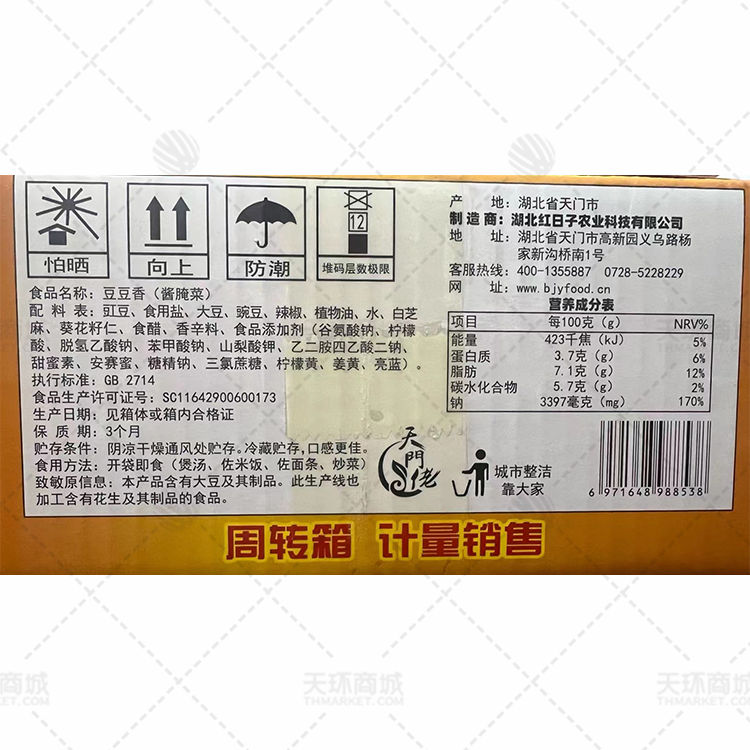 怕晒
向上
防潮
12
堆码层数极限
食品名称：豆豆香（酱腌菜）
配 料 表：豇豆、食用盐、大豆、豌豆、辣椒、植物油、水、白芝
麻、葵花籽仁、食醋、香辛料、食品添加剂（谷氨酸钠、柠檬
酸、脱氢乙酸钠、苯甲酸钠、山梨酸钾、乙二胺四乙酸二钠、
甜蜜素、安赛蜜、糖精钠、三氯蔗糖、柠檬黄、姜黄、亮蓝）。
执行标准：GB 2714
食品生产许可证号：SC11642900600173
生产日期：见箱体或箱内合格证
保 质 期：3个月
贮存条件：阴凉干燥通风处贮存。冷藏贮存，口感更佳。
食用方法：开袋即食（煲汤、佐米饭、佐面条、炒菜）
致敏原信息：本产品含有大豆及其制品。此生产线也
加工含有花生及其制品的食品。
产 地：湖北省天门市
制 造 商：湖北红日子农业科技有限公司
地 址：湖北省天门市高新园义乌路杨
家新沟桥南1号
客服热线：400-1355887 0728-5228229
网 址：www.bjyfood.cn
营养成分表
项目 每100克（g） NRV%
能量 423千焦（kJ） 5%
蛋白质 3.7克（g） 6%
脂肪 7.1克（g） 12%
碳水化合物 5.7克（g） 2%
钠 3397毫克（mg） 170%
天門佬
城市整洁
靠大家
6 971648 988538
周转箱 计量销售
天环商城
THMARKET.COM